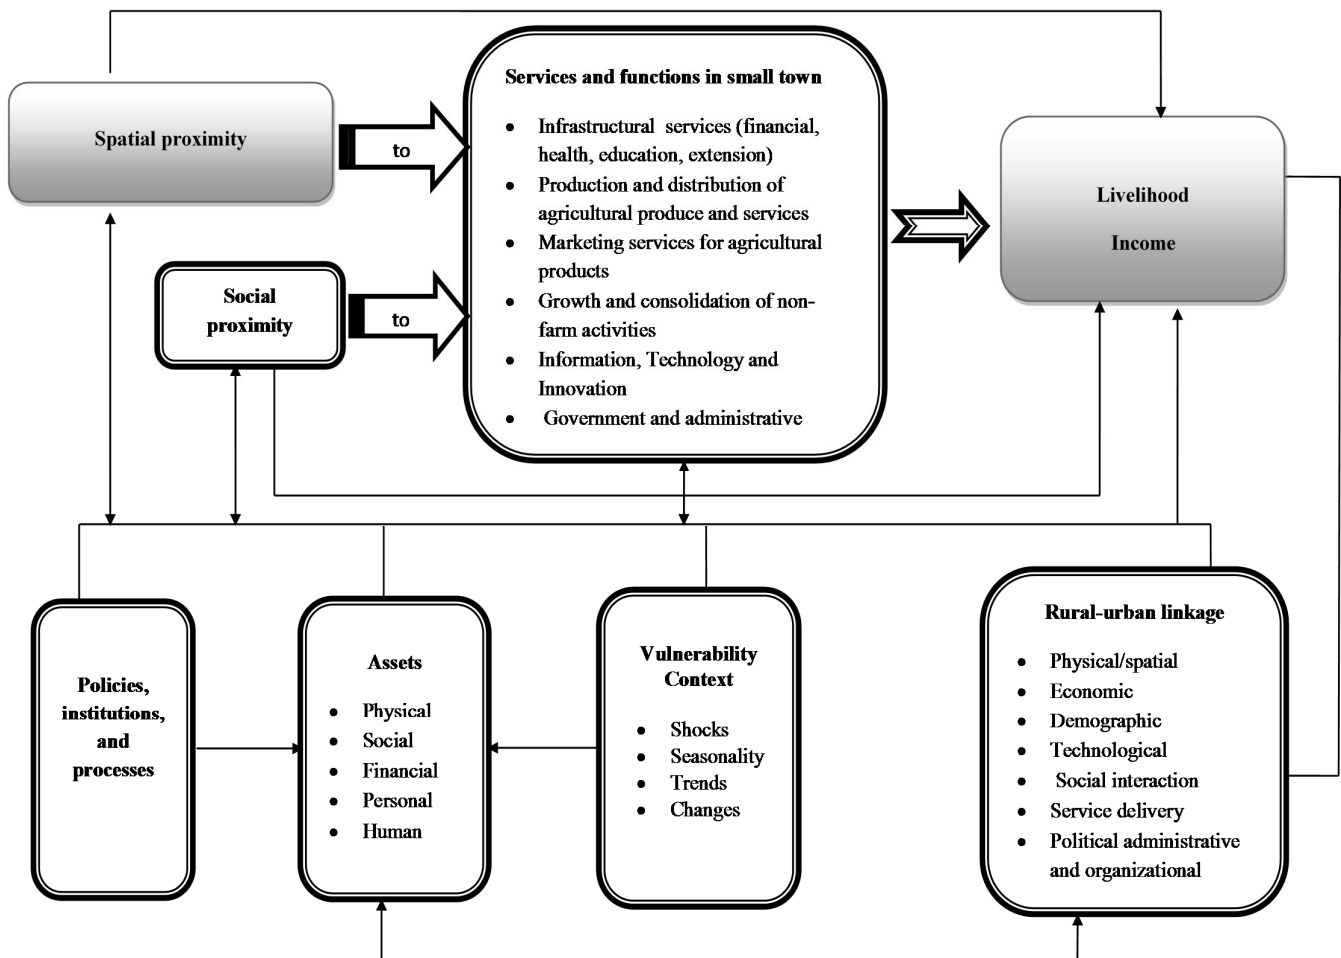 Spatial proximity
to
Social
proximity
to
Services and functions in small town
• Infrastructural services (financial,
health, education, extension)
• Production and distribution of
agricultural produce and services
• Marketing services for agricultural
products
• Growth and consolidation of non-
farm activities
• Information, Technology and
Innovation
• Government and administrative
Livelihood
Income
Policies,
institutions,
and
processes
Assets
• Physical
• Social
• Financial
• Personal
• Human
Vulnerability
Context
• Shocks
• Seasonality
• Trends
• Changes
Rural-urban linkage
• Physical/spatial
• Economic
• Demographic
• Technological
• Social interaction
• Service delivery
• Political administrative
and organizational